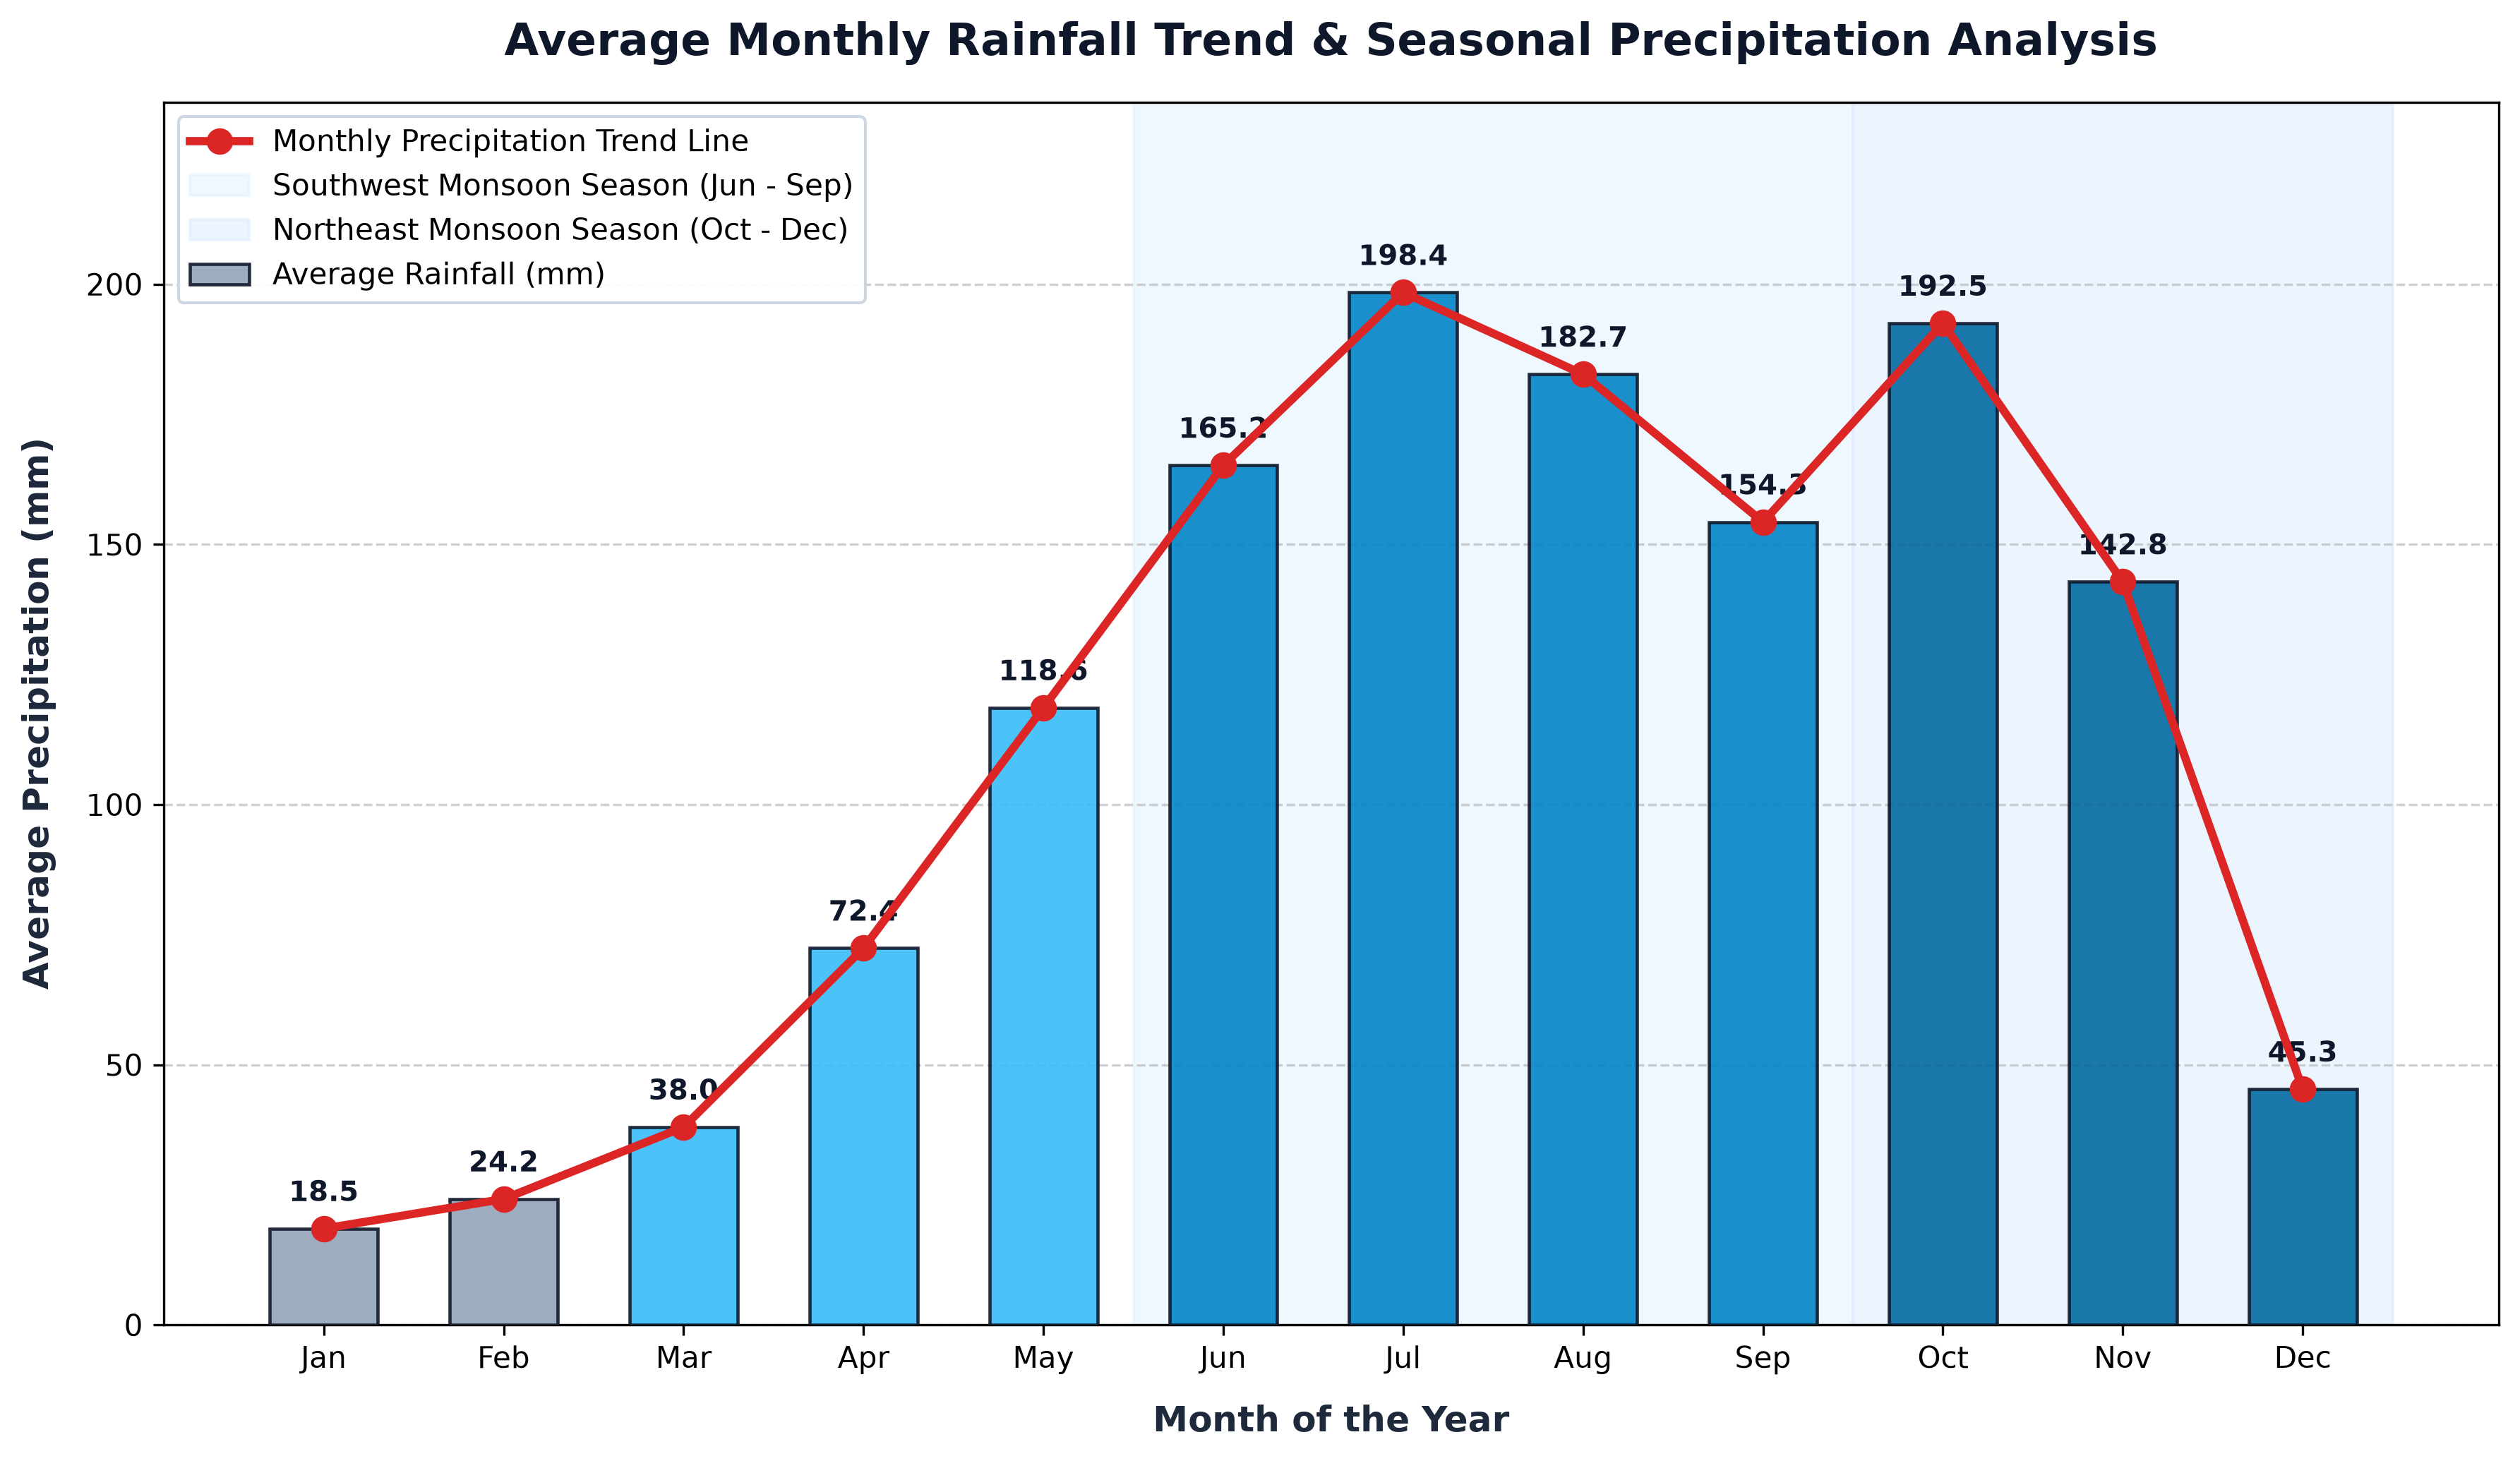 Average Monthly Rainfall Trend & Seasonal Precipitation Analysis
Monthly Precipitation Trend Line
Southwest Monsoon Season (Jun - Sep)
Northeast Monsoon Season (Oct - Dec)
Average Rainfall (mm)
Average Precipitation (mm)
200
150
100
50
0
18.5
24.2
38.0
72.4
118.6
165.2
198.4
182.7
154.3
192.5
142.8
45.3
Jan Feb Mar Apr May Jun Jul Aug Sep Oct Nov Dec
Month of the Year